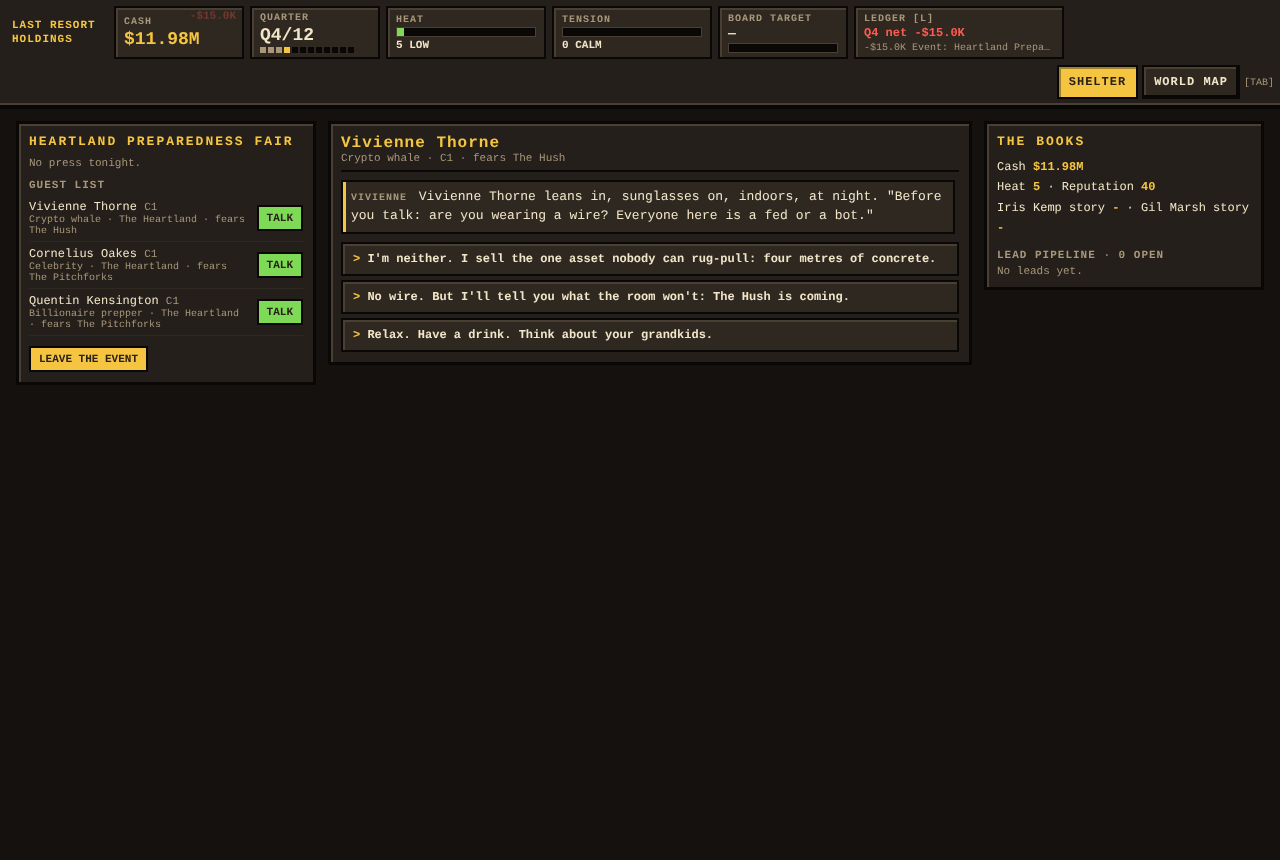 LAST RESORT
HOLDINGS
CASH
-$15.0K
$11.98M
QUARTER
Q4/12
HEAT
5 LOW
TENSION
0 CALM
BOARD TARGET
—
LEDGER [L]
Q4 net -$15.0K
-$15.0K Event: Heartland Prepa…
SHELTER
WORLD MAP
[TAB]
HEARTLAND PREPAREDNESS FAIR
No press tonight.
GUEST LIST
Vivienne Thorne C1
Crypto whale · The Heartland · fears
The Hush
TALK
Cornelius Oakes C1
Celebrity · The Heartland · fears
The Pitchforks
TALK
Quentin Kensington C1
Billionaire prepper · The Heartland
· fears The Pitchforks
TALK
LEAVE THE EVENT
Vivienne Thorne
Crypto whale · C1 · fears The Hush
VIVIENNE Vivienne Thorne leans in, sunglasses on, indoors, at night. "Before
you talk: are you wearing a wire? Everyone here is a fed or a bot."
> I'm neither. I sell the one asset nobody can rug-pull: four metres of concrete.
> No wire. But I'll tell you what the room won't: The Hush is coming.
> Relax. Have a drink. Think about your grandkids.
THE BOOKS
Cash $11.98M
Heat 5 · Reputation 40
Iris Kemp story - · Gil Marsh story
-
LEAD PIPELINE · 0 OPEN
No leads yet.